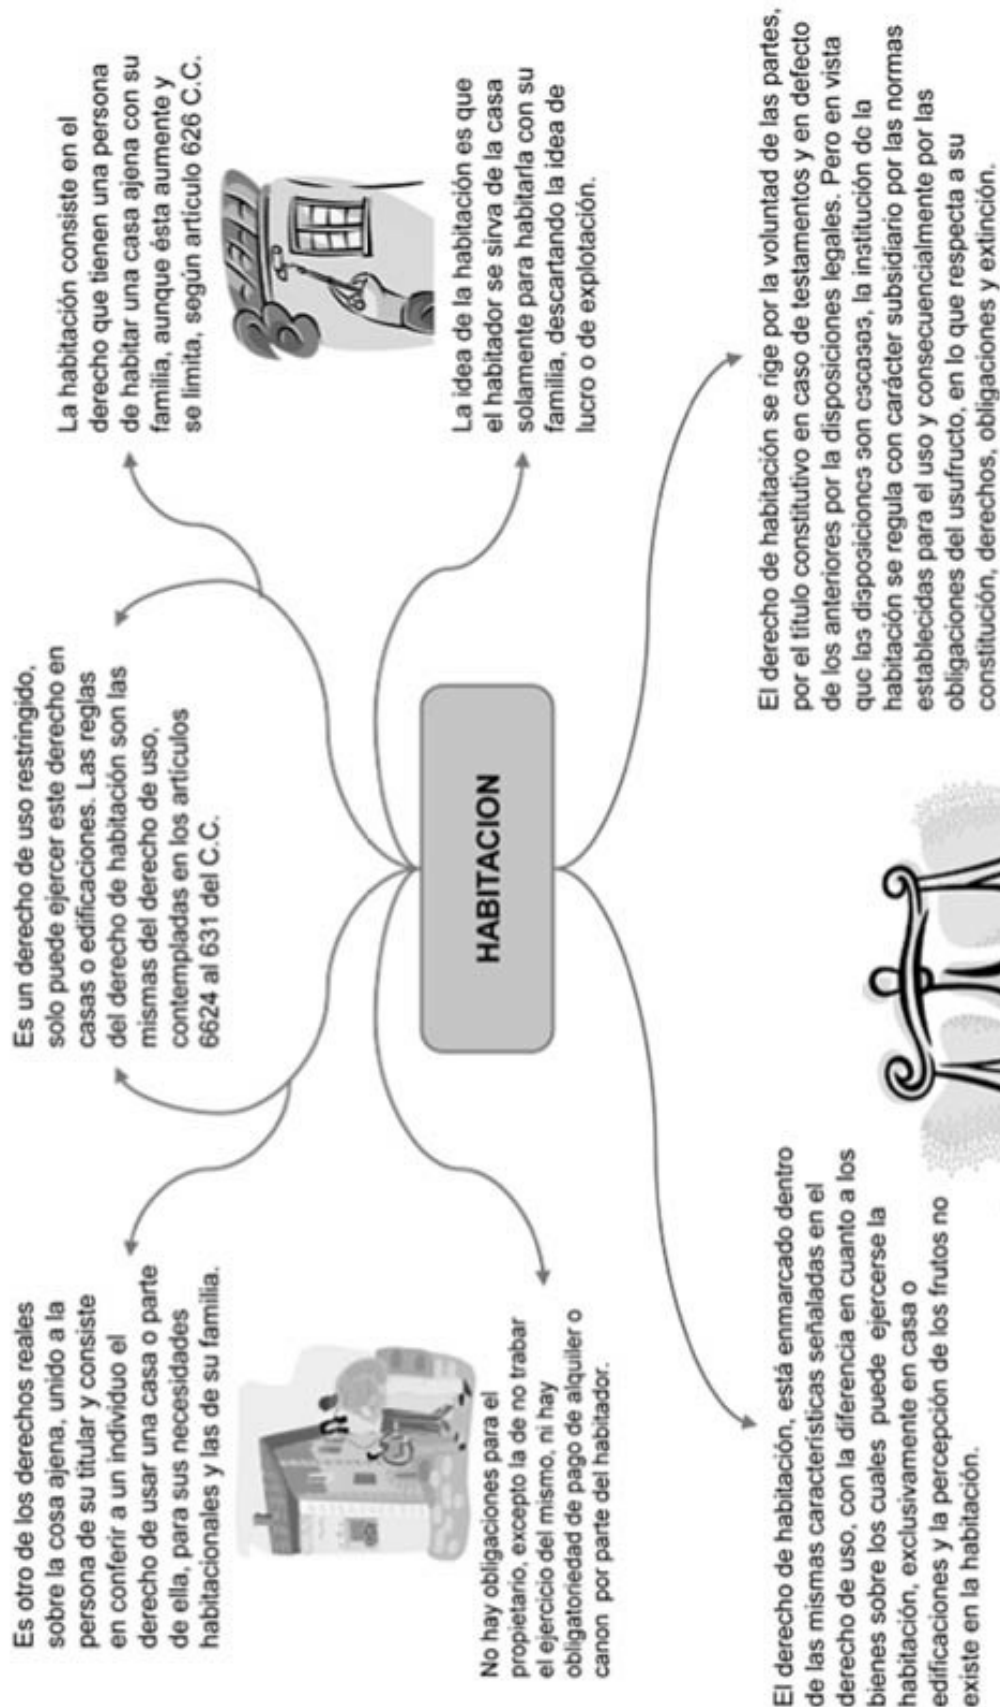 Es otro de los derechos reales
sobre la cosa ajena, unido a la
persona de su titular y consiste
en conferir a un individuo el
derecho de usar una casa o parte
de ella, para sus necesidades
habitacionales y las de su familia.
Es un derecho de uso restringido,
solo puede ejercer este derecho en
casas o edificaciones. Las reglas
del derecho de habitación son las
mismas del derecho de uso,
contempladas en los artículos
6624 al 631 del C.C.
La habitación consiste en el
derecho que tienen una persona
de habitar una casa ajena con su
familia, aunque ésta aumente y
se limita, según artículo 626 C.C.
No hay obligaciones para el
propietario, excepto la de no trabar
el ejercicio del mismo, ni hay
obligatoriedad de pago de alquiler o
canon por parte del habitador.
HABITACION
La idea de la habitación es que
el habitador se sirva de la casa
solamente para habitarla con su
familia, descartando la idea de
lucro o de explotación.
El derecho de habitación, está enmarcado dentro
de las mismas características señaladas en el
derecho de uso, con la diferencia en cuanto a los
bienes sobre los cuales puede ejercerse la
habitación, exclusivamente en casa o
edificaciones y la percepción de los frutos no
existe en la habitación.
El derecho de habitación se rige por la voluntad de las partes,
por el título constitutivo en caso de testamentos y en defecto
de los anteriores por la disposiciones legales. Pero en vista
que las disposiciones son escasas, la institución de la
habitación se regula con carácter subsidiario por las normas
establecidas para el uso y consecuencialmente por las
obligaciones del usufructo, en lo que respecta a su
constitución, derechos, obligaciones y extinción.